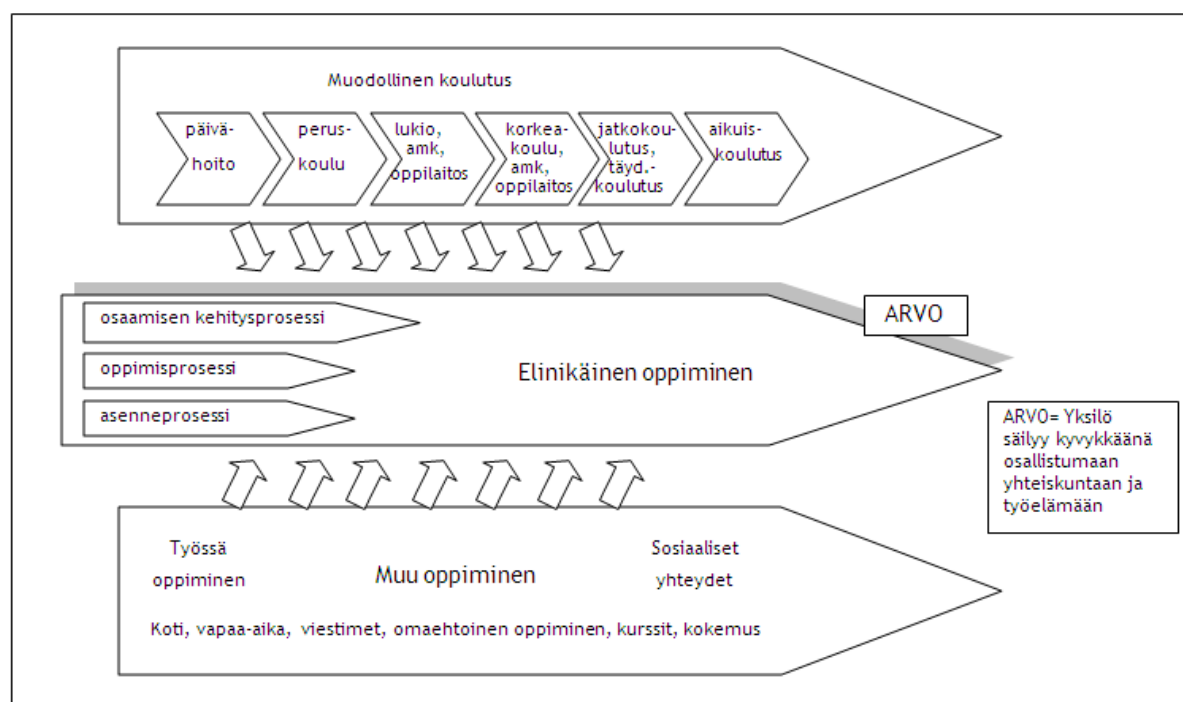 Muodollinen koulutus
päivä-
hoito
perus-
koulu
lukio,
amk,
oppilaitos
korkea-
koulu,
amk,
oppilaitos
jatkokou-
lutus,
täyd.-
koulutus
aikuis-
koulutus
osaamisen kehitysprosessi
oppimisprosessi
asenneprosessi
Elinikäinen oppiminen
ARVO
ARVO= Yksilö
säilyy kyvykkäänä
osallistumaan
yhteiskuntaan ja
työelämään
Työssä
oppiminen
Muu oppiminen
Sosiaaliset
yhteydet
Koti, vapaa-aika, viestimet, omaehtoinen oppiminen, kurssit, kokemus